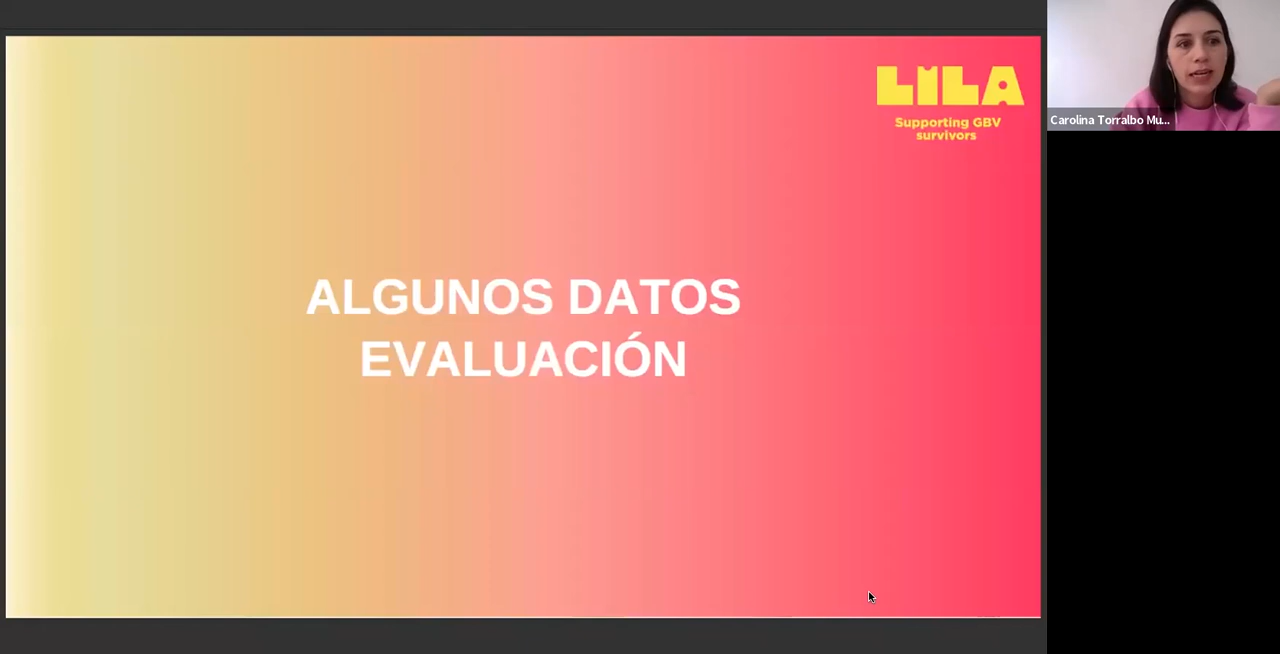 LILA
Supporting GBV
survivors
Carolina Torralbo Mu...
ALGUNOS DATOS
EVALUACIÓN